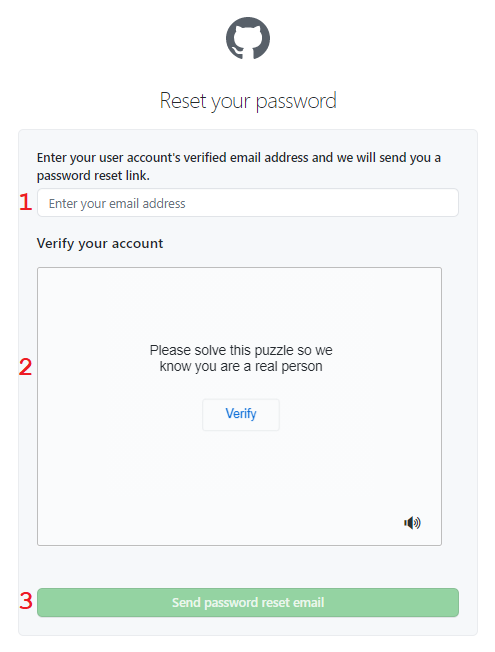 Reset your password
Enter your user account's verified email address and we will send you a
password reset link.
1 Enter your email address
Verify your account
Please solve this puzzle so we
2
know you are a real person
Verify
3 Send password reset email